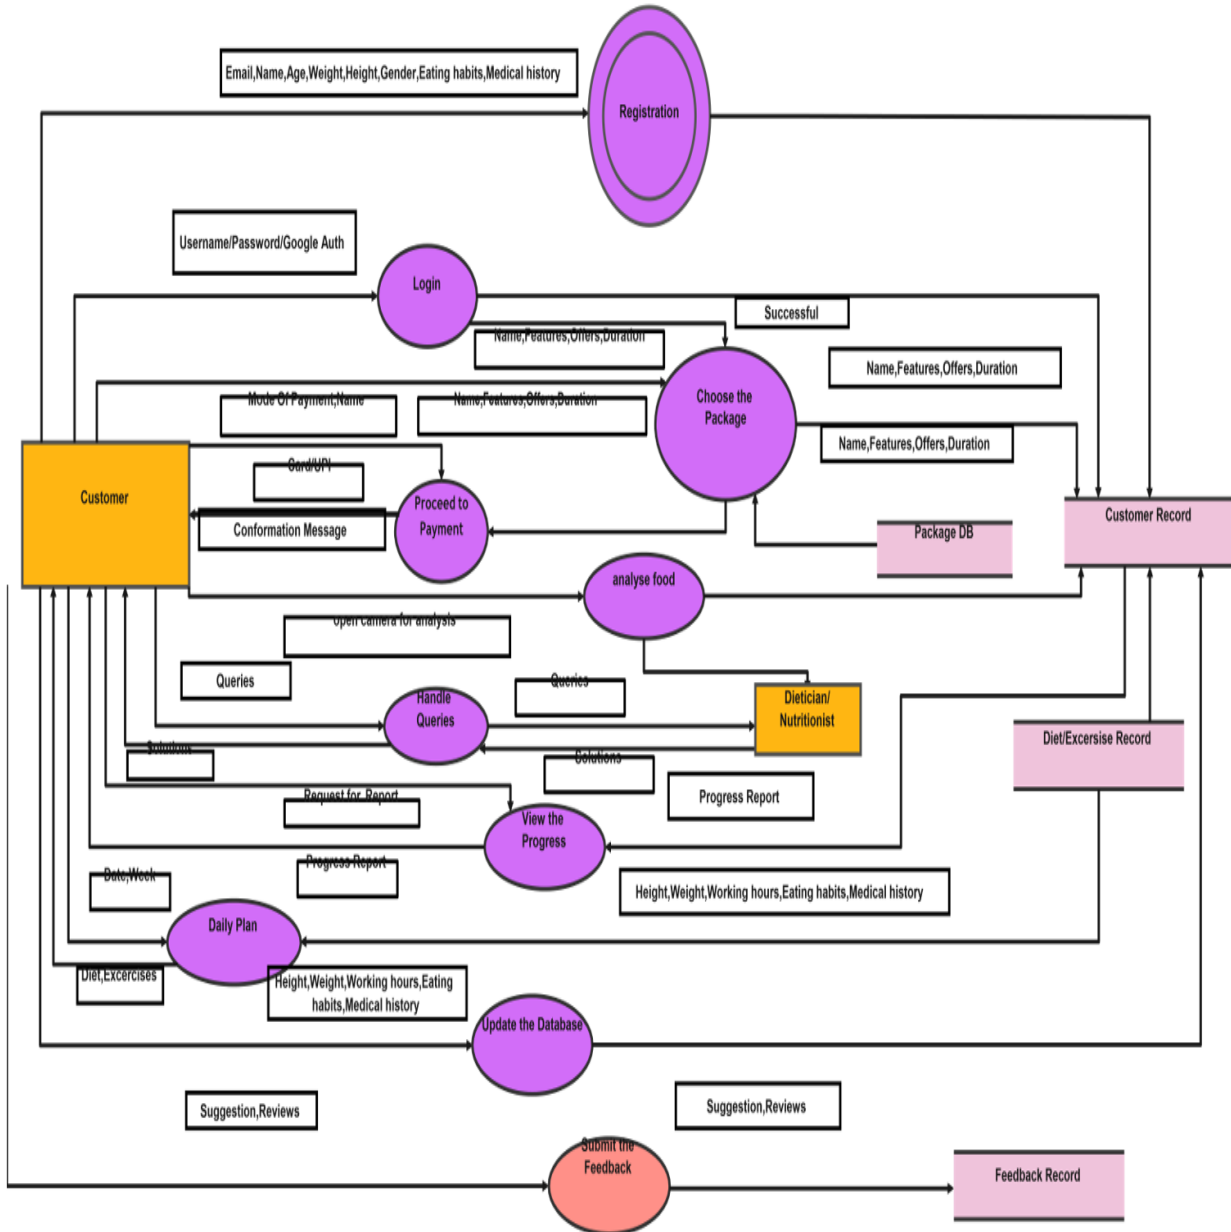 Email,Name,Age,Weight,Height,Gender,Eating habits,Medical history
Registration
Username/Password/Google Auth
Login
Successful
Name,Features,Offers,Duration
Name,Features,Offers,Duration
Choose the
Package
Mode Of Payment,Name
Name,Features,Offers,Duration
Name,Features,Offers,Duration
Card/UPI
Customer
Proceed to
Payment
Customer Record
Conformation Message
Package DB
analyse food
open camera for analysis
Queries
Queries
Handle
Queries
Dietician/
Nutritionist
Diet/Excersise Record
Solutions
Solutions
Progress Report
Request for Report
View the
Progress
Progress Report
Date,Week
Height,Weight,Working hours,Eating habits,Medical history
Daily Plan
Diet,Excercises
Height,Weight,Working hours,Eating
habits,Medical history
Update the Database
Suggestion,Reviews
Suggestion,Reviews
Submit the
Feedback
Feedback Record